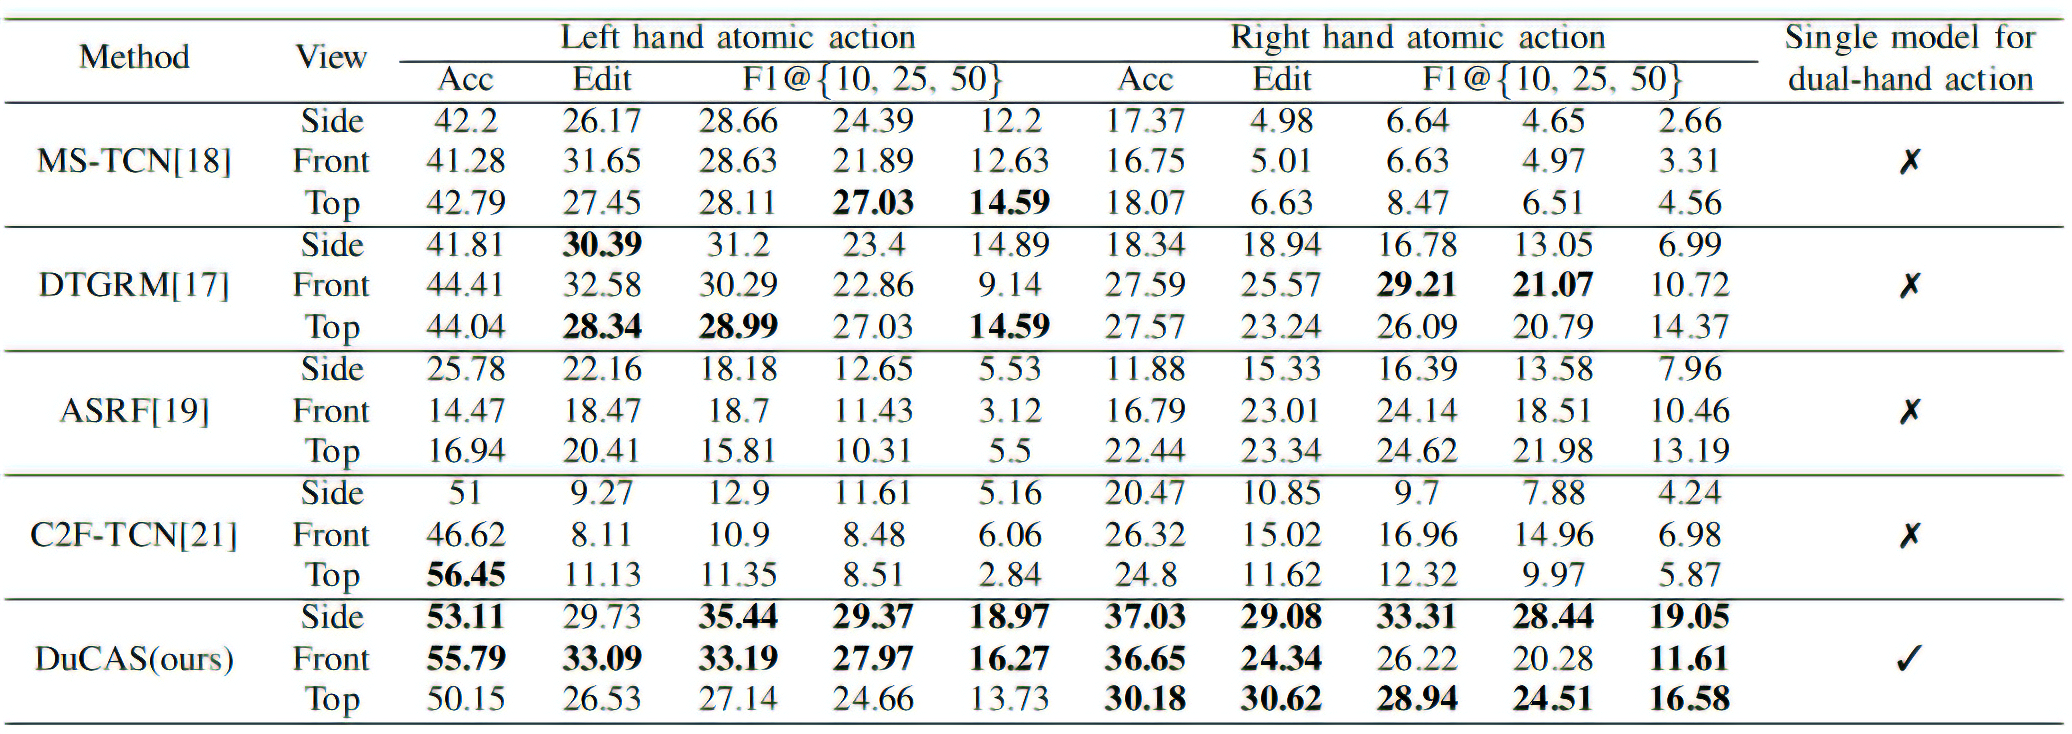 Method View Left hand atomic action Right hand atomic action Single model for dual-hand action
Acc Edit F1@{10, 25, 50} Acc Edit F1@{10, 25, 50}
MS-TCN[18] Side 42.2 26.17 28.66 24.39 12.2 17.37 4.98 6.64 4.65 2.66 ✗
Front 41.28 31.65 28.63 21.89 12.63 16.75 5.01 6.63 4.97 3.31
Top 42.79 27.45 28.11 27.03 14.59 18.07 6.63 8.47 6.51 4.56
DTGRM[17] Side 41.81 30.39 31.2 23.4 14.89 18.34 18.94 16.78 13.05 6.99 ✗
Front 44.41 32.58 30.29 22.86 9.14 27.59 25.57 29.21 21.07 10.72
Top 44.04 28.34 28.99 27.03 14.59 27.57 23.24 26.09 20.79 14.37
ASRF[19] Side 25.78 22.16 18.18 12.65 5.53 11.88 15.33 16.39 13.58 7.96 ✗
Front 14.47 18.47 18.7 11.43 3.12 16.79 23.01 24.14 18.51 10.46
Top 16.94 20.41 15.81 10.31 5.5 22.44 23.34 24.62 21.98 13.19
C2F-TCN[21] Side 51 9.27 12.9 11.61 5.16 20.47 10.85 9.7 7.88 4.24 ✗
Front 46.62 8.11 10.9 8.48 6.06 26.32 15.02 16.96 14.96 6.98
Top 56.45 11.13 11.35 8.51 2.84 24.8 11.62 12.32 9.97 5.87
DuCAS(ours) Side 53.11 29.73 35.44 29.37 18.97 37.03 29.08 33.31 28.44 19.05 ✓
Front 55.79 33.09 33.19 27.97 16.27 36.65 24.34 26.22 20.28 11.61
Top 50.15 26.53 27.14 24.66 13.73 30.18 30.62 28.94 24.51 16.58